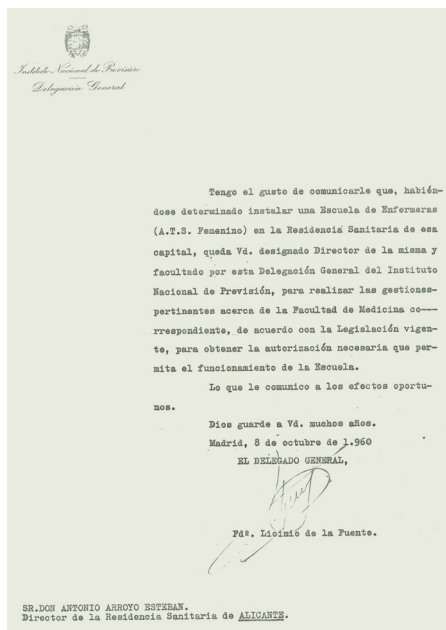 Instituto Nacional de Previsión
Delegación General
Tengo el gusto de comunicarle que, habién-
dose determinado instalar una Escuela de Enfermeras
(A.T.S. Femenino) en la Residencia Sanitaria de esa
capital, queda Vd. designado Director de la misma y
facultado por esta Delegación General del Instituto
Nacional de Previsión, para realizar las gestiones-
pertinentes acerca de la Facultad de Medicina co---
rrespondiente, de acuerdo con la Legislación vigen-
te, para obtener la autorización necesaria que per-
mita el funcionamiento de la Escuela.
Lo que le comunico a los efectos oportu-
nos.
Dios guarde a Vd. muchos años.
Madrid, 8 de octubre de 1.960
EL DELEGADO GENERAL,
Fdº. Licinio de la Fuente.
SR.DON ANTONIO ARROYO ESTEBAN.
Director de la Residencia Sanitaria de ALICANTE.